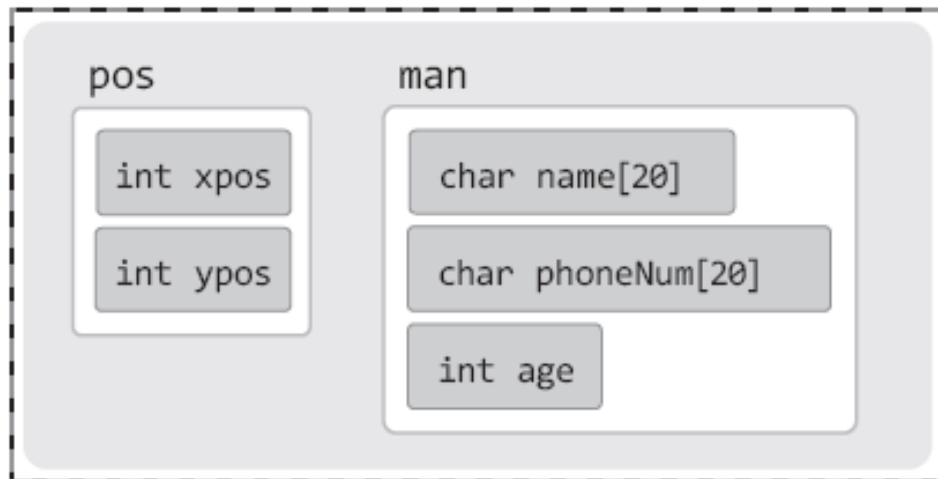 pos
int xpos
int ypos
man
char name[20]
char phoneNum[20]
int age